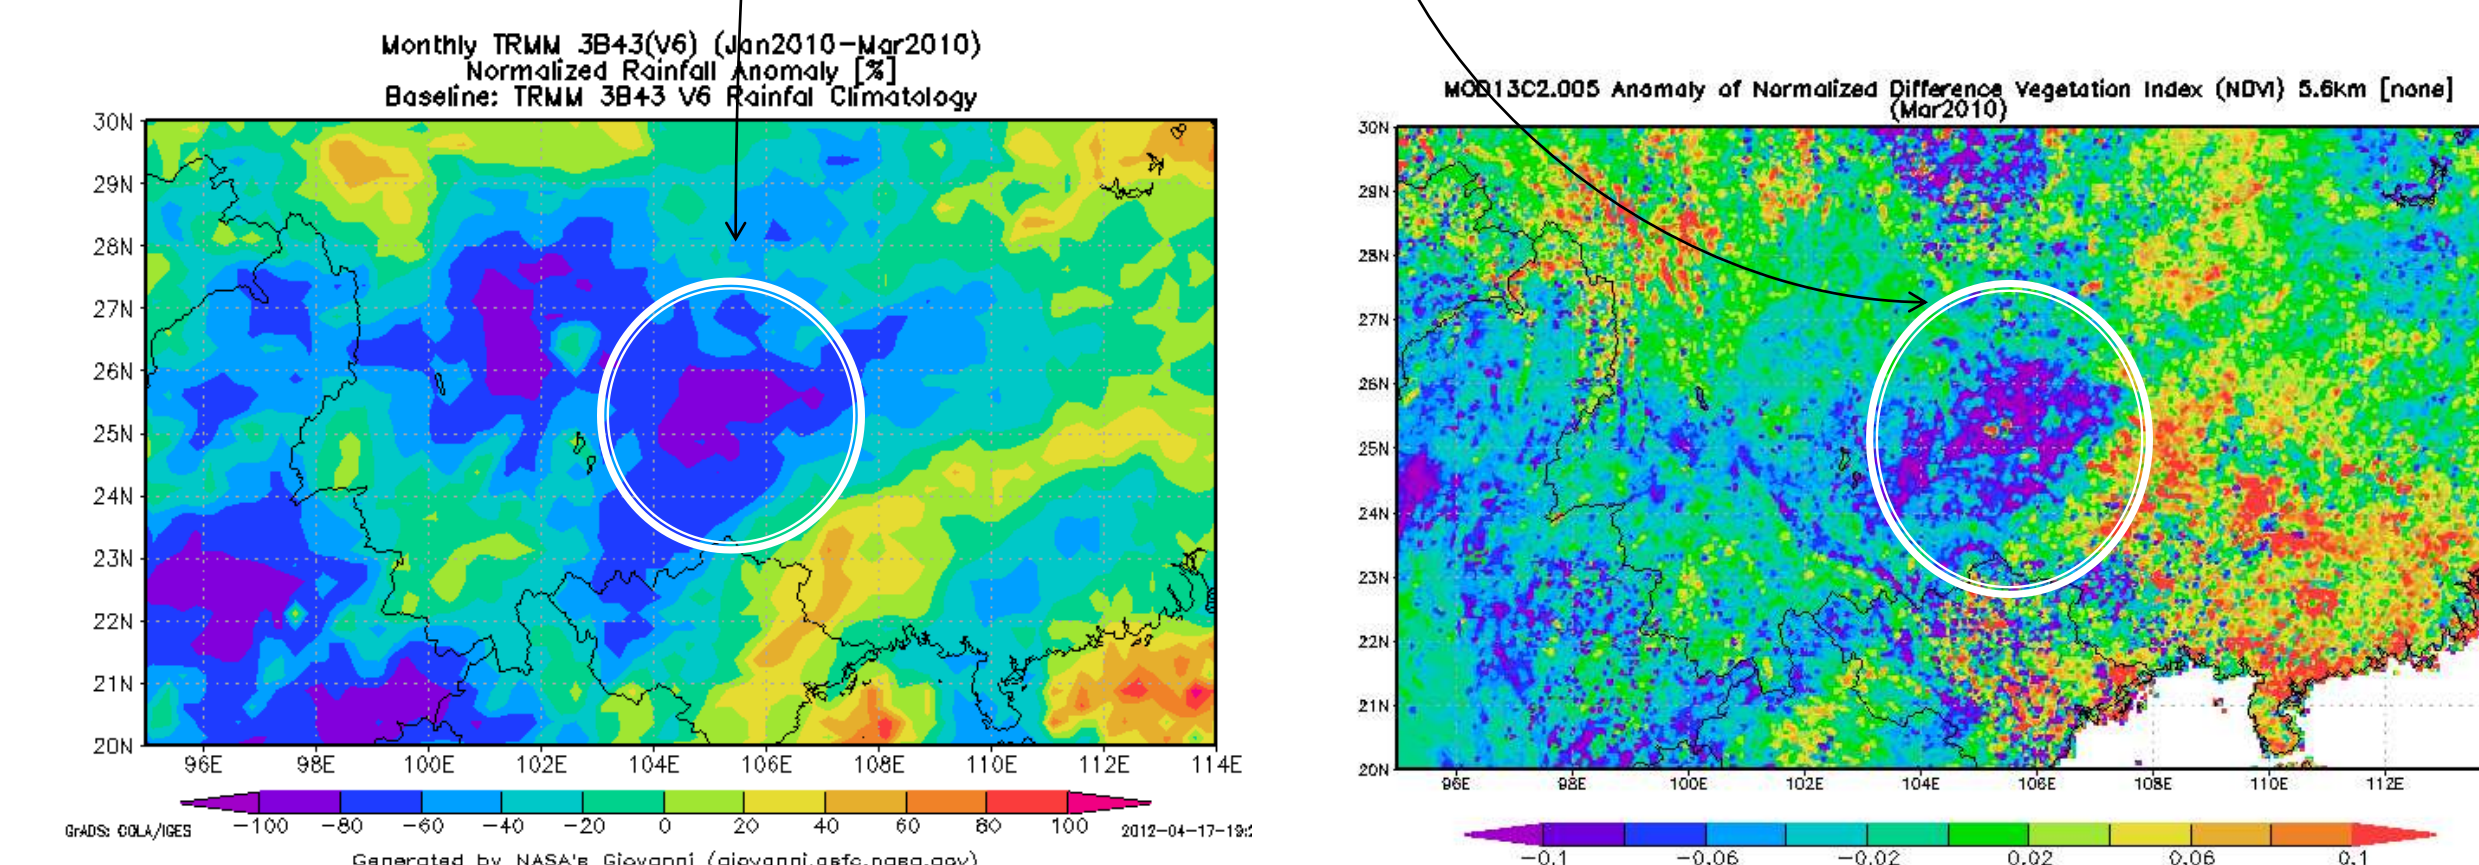 Monthly TRMM 3B43(V6) (Jan2010-Mar2010)
Normalized Rainfall Anomaly [%]
Baseline: TRMM 3B43 V6 Rainfal Climatology
30N
29N
28N
27N
26N
25N
24N
23N
22N
21N
20N
96E 98E 100E 102E 104E 106E 108E 110E 112E 114E
-100 -80 -60 -40 -20 0 20 40 60 80 100
GrADS: COLA/IGES
2012-04-17-19:
Generated by NASA's Giovanni (giovanni.gsfc.nasa.gov)
MOD13C2.005 Anomaly of Normalized Difference Vegetation Index (NDVI) 5.6km [none]
(Mar2010)
30N
29N
28N
27N
26N
25N
24N
23N
22N
21N
20N
96E 98E 100E 102E 104E 106E 108E 110E 112E
-0.1 -0.06 -0.02 0.02 0.06 0.1